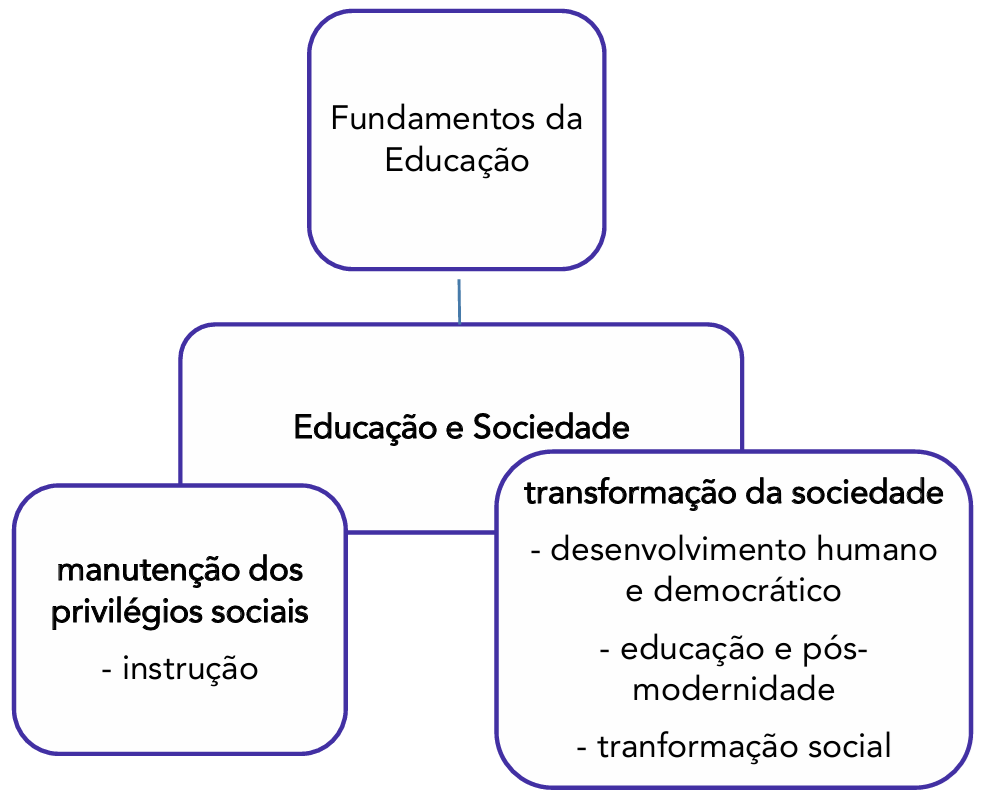 Fundamentos da
Educação
Educação e Sociedade
manutenção dos
privilégios sociais
- instrução
transformação da sociedade
- desenvolvimento humano
e democrático
- educação e pós-
modernidade
- tranformação social